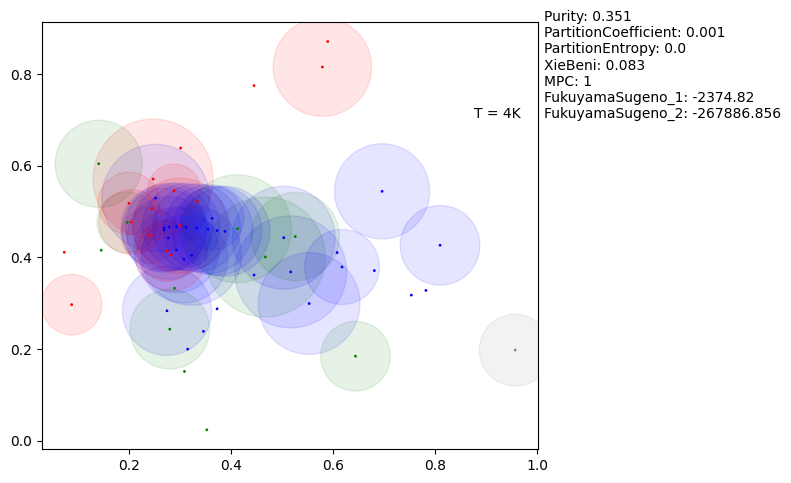 Purity: 0.351
PartitionCoefficient: 0.001
PartitionEntropy: 0.0
XieBeni: 0.083
MPC: 1
FukuyamaSugeno_1: -2374.82
FukuyamaSugeno_2: -267886.856
T = 4K
0.8
0.6
0.4
0.2
0.0
0.2 0.4 0.6 0.8 1.0